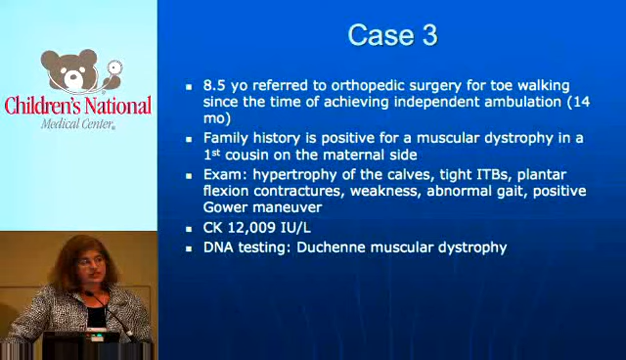 Case 3
Children's National
Medical Center®
8.5 yo referred to orthopedic surgery for toe walking
since the time of achieving independent ambulation (14
mo)
Family history is positive for a muscular dystrophy in a
1st cousin on the maternal side
Exam: hypertrophy of the calves, tight ITBs, plantar
flexion contractures, weakness, abnormal gait, positive
Gower maneuver
CK 12,009 IU/L
DNA testing: Duchenne muscular dystrophy